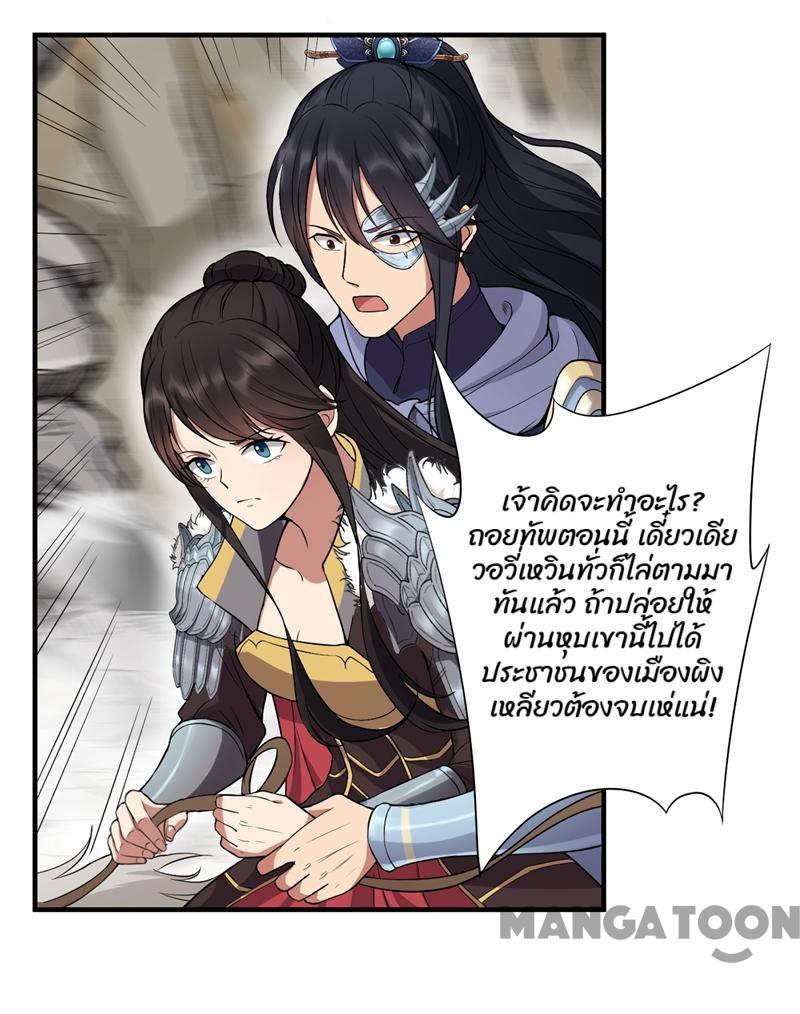 เจ้าคิดจะทำอะไร?
ถอยทัพตอนนี้ เดี๋ยวเดีย
วอวี่เหวินทั่วก็ไล่ตามมา
ทันแล้ว ถ้าปล่อยให้
ผ่านหุบเขานี้ไปได้
ประชาชนของเมืองผิง
เหลียวต้องจบเห่แน่!
MANGATOON